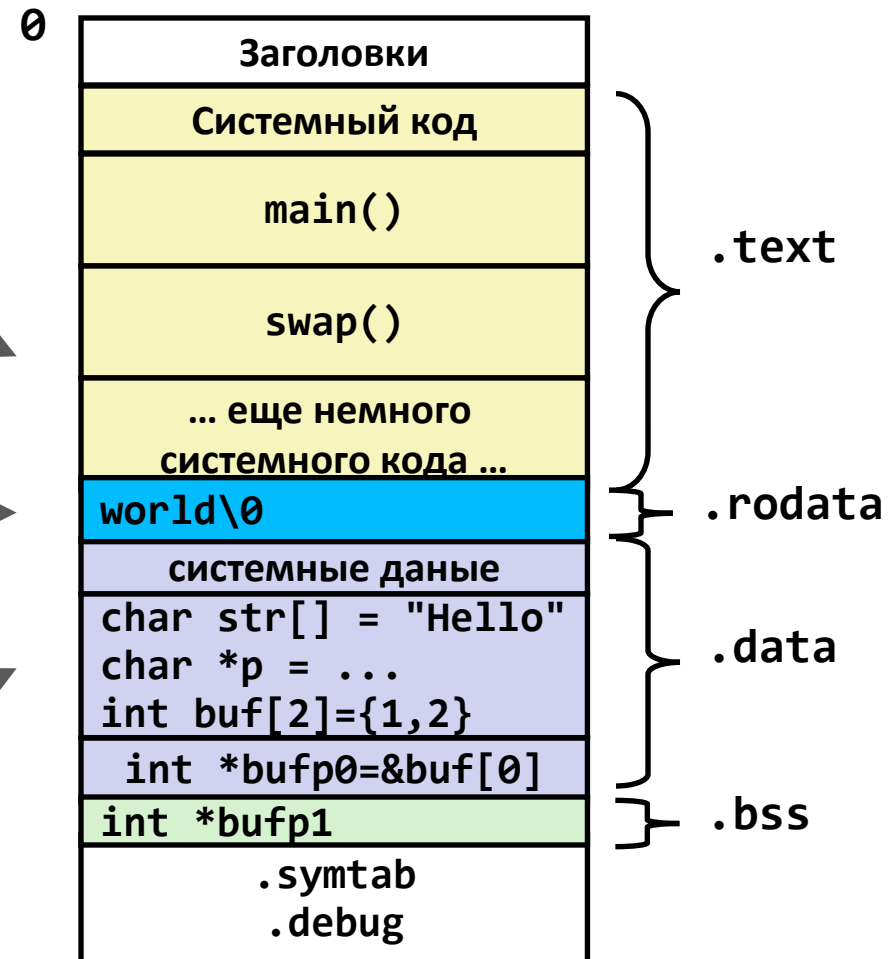 0
Заголовки
Системный код
main()
swap()
… еще немного
системного кода …
.text
world\0
.rodata
системные даные
char str[] = "Hello"
char *p = ...
int buf[2]={1,2}
int *bufp0=&buf[0]
.data
int *bufp1
.bss
.symtab
.debug